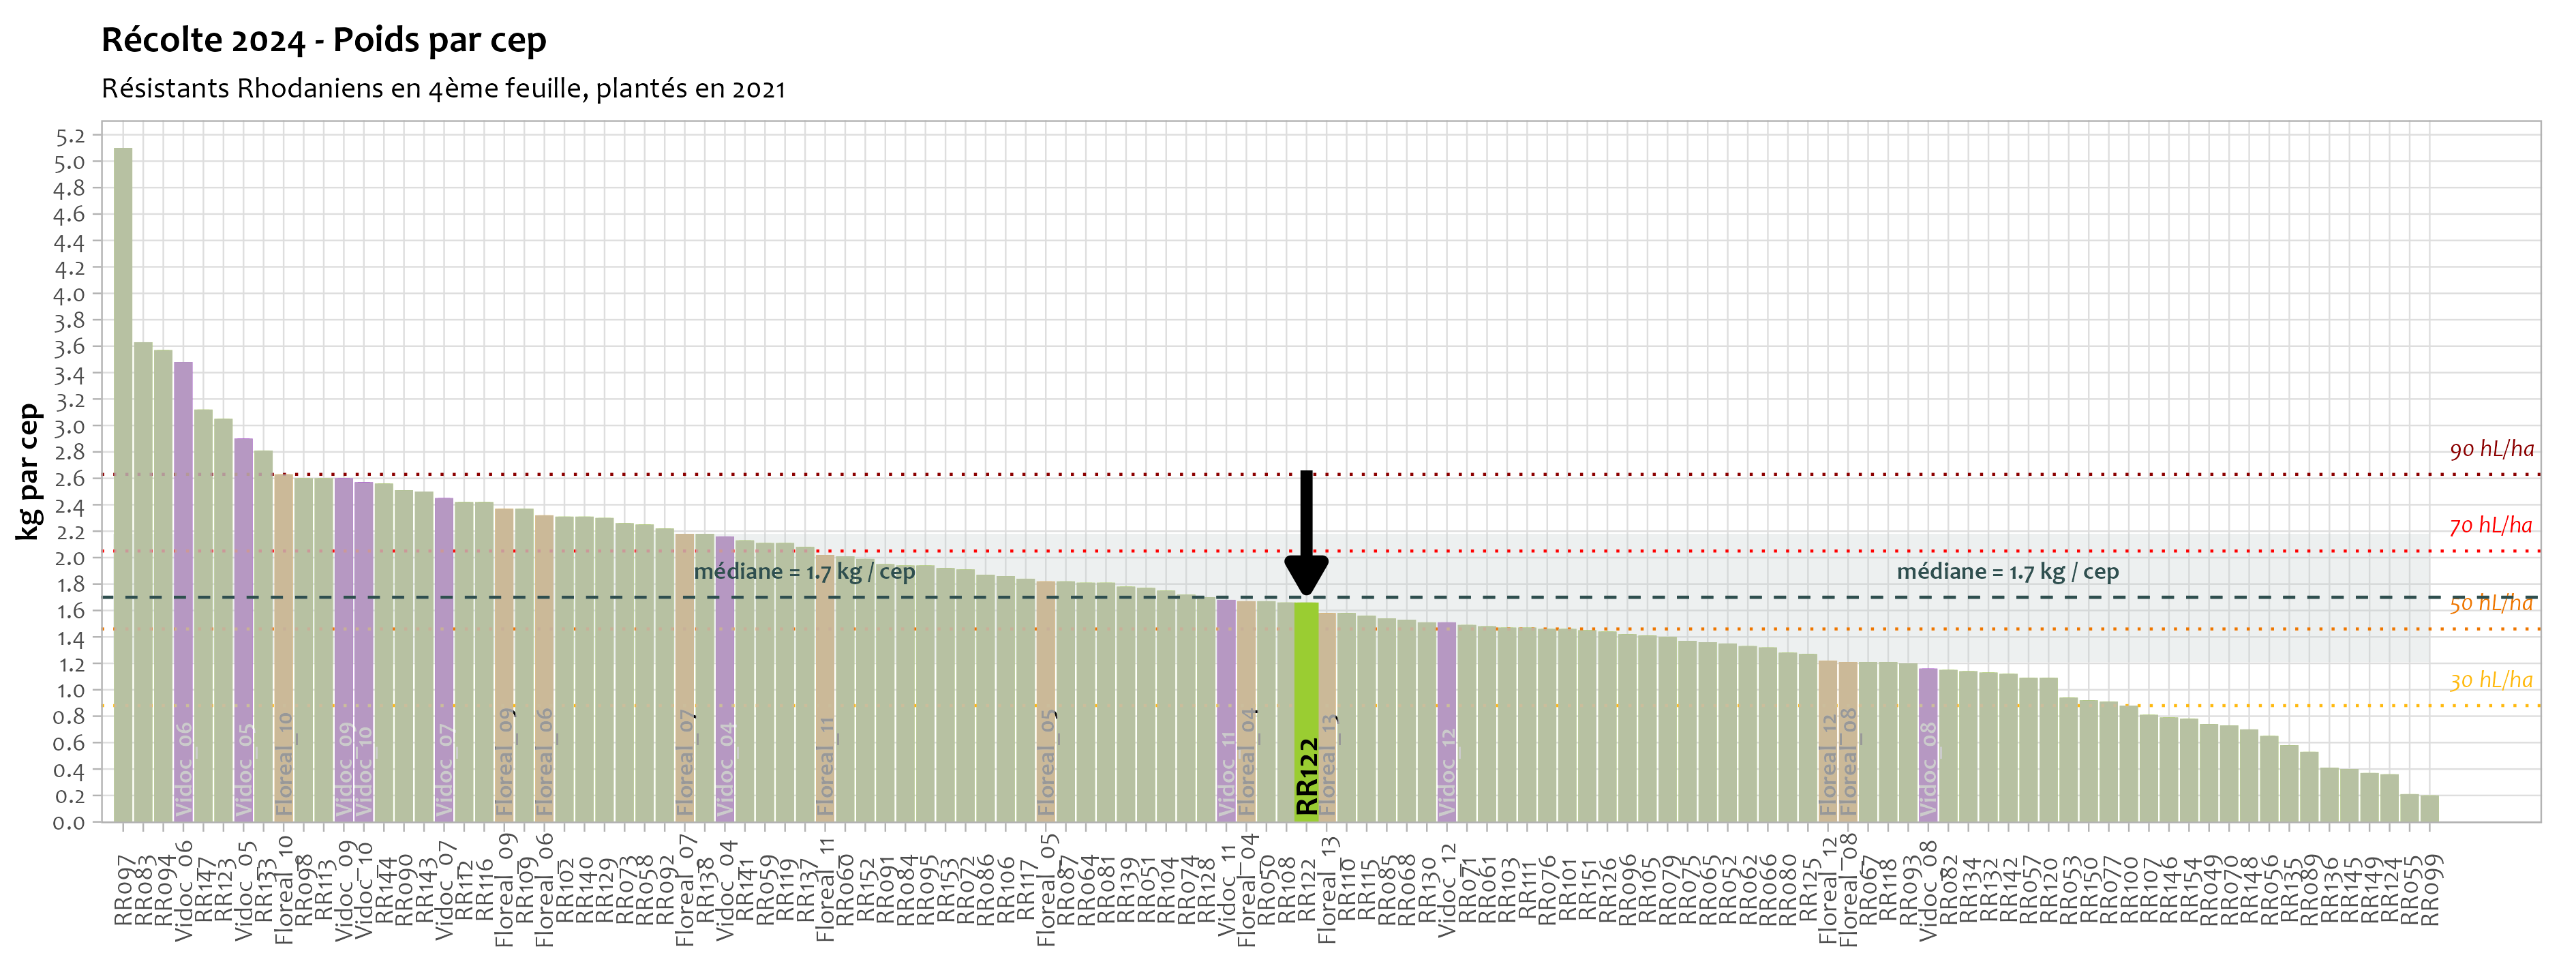 Récolte 2024 - Poids par cep
Résistants Rhodaniens en 4ème feuille, plantés en 2021
kg par cep
5.2
5.0
4.8
4.6
4.4
4.2
4.0
3.8
3.6
3.4
3.2
3.0
2.8
2.6
2.4
2.2
2.0
1.8
1.6
1.4
1.2
1.0
0.8
0.6
0.4
0.2
0.0
90 hL/ha
70 hL/ha
médiane = 1.7 kg / cep
médiane = 1.7 kg / cep
50 hL/ha
30 hL/ha
Vidoc_06
Vidoc_05
Floreal_10
Vidoc_09
Vidoc_10
Vidoc_07
Floreal_09
Floreal_06
Floreal_07
Vidoc_04
Floreal_11
Floreal_05
Vidoc_11
Floreal_04
RR122
Floreal_13
Vidoc_12
Floreal_12
Floreal_08
Vidoc_08
RR097
RR083
RR094
Vidoc_06
RR147
RR123
Vidoc_05
RR133
Floreal_10
RR098
RR113
Vidoc_09
Vidoc_10
RR144
RR090
RR143
Vidoc_07
RR112
RR116
Floreal_09
RR109
Floreal_06
RR102
RR140
RR129
RR073
RR058
RR092
Floreal_07
RR138
Vidoc_04
RR141
RR059
RR119
RR137
Floreal_11
RR060
RR152
RR091
RR084
RR095
RR153
RR072
RR086
RR106
RR117
Floreal_05
RR087
RR064
RR081
RR139
RR051
RR104
RR074
RR128
Vidoc_11
Floreal_04
RR050
RR108
RR122
Floreal_13
RR110
RR115
RR085
RR068
RR130
Vidoc_12
RR071
RR061
RR103
RR111
RR076
RR101
RR151
RR126
RR096
RR105
RR079
RR075
RR065
RR052
RR062
RR066
RR080
RR125
Floreal_12
Floreal_08
RR067
RR118
RR093
Vidoc_08
RR082
RR134
RR132
RR142
RR057
RR120
RR053
RR150
RR077
RR100
RR107
RR146
RR154
RR049
RR070
RR148
RR056
RR135
RR089
RR136
RR145
RR149
RR124
RR055
RR099